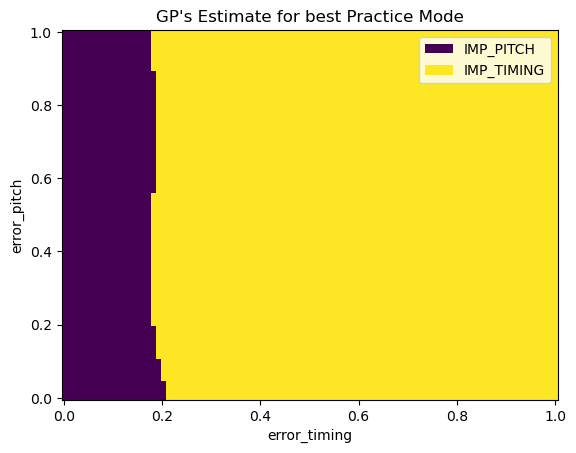 GP's Estimate for best Practice Mode
IMP_PITCH
IMP_TIMING
1.0
0.8
0.6
0.4
0.2
0.0
error_pitch
0.0 0.2 0.4 0.6 0.8 1.0
error_timing